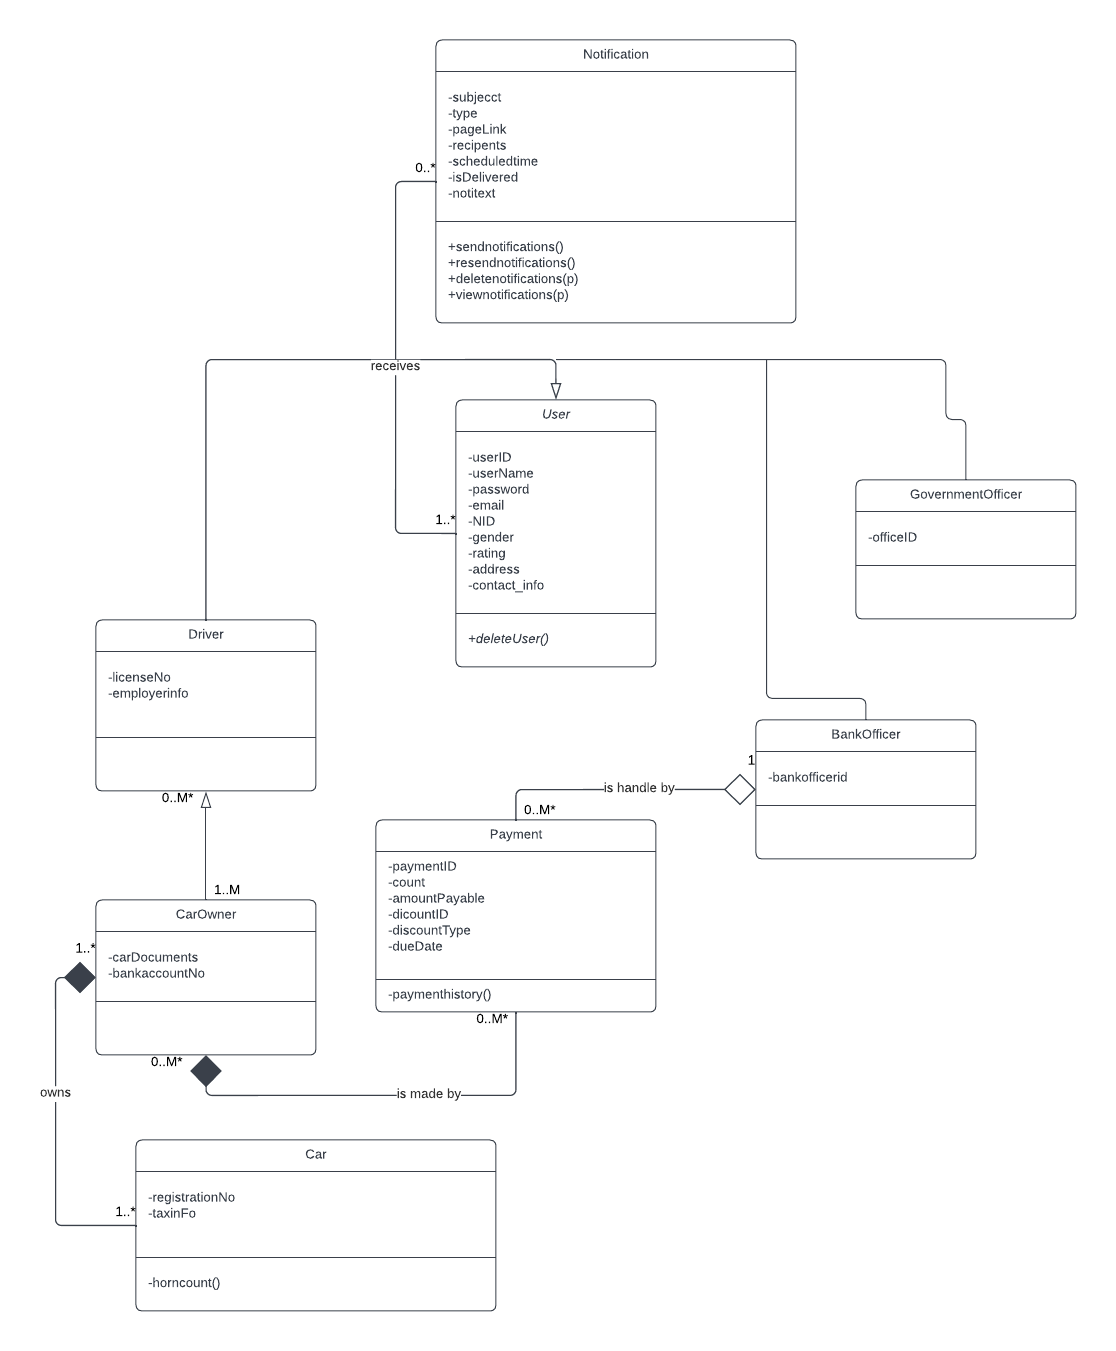 Notification
-subjecct
-type
-pageLink
-recipents
-scheduledtime
-isDelivered
-notitext
0..*
+sendnotifications()
+resendnotifications()
+deletenotifications(p)
+viewnotifications(p)
receives
User
-userID
-userName
-password
-email
-NID
-gender
-rating
-address
-contact_info
1..*
+deleteUser()
GovernmentOfficer
-officeID
Driver
-licenseNo
-employerinfo
0..M*
BankOfficer
-bankofficerid
1
is handle by
0..M*
Payment
-paymentID
-count
-amountPayable
-dicountID
-discountType
-dueDate
-paymenthistory()
0..M*
1..M
CarOwner
-carDocuments
-bankaccountNo
1..*
0..M*
is made by
owns
Car
-registrationNo
-taxinFo
1..*
-horncount()